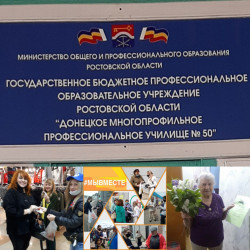 МИНИСТЕРСТВО ОБЩЕГО И ПРОФЕССИОНАЛЬНОГО ОБРАЗОВАНИЯ
РОСТОВСКОЙ ОБЛАСТИ
ГОСУДАРСТВЕННОЕ БЮДЖЕТНОЕ ПРОФЕССИОНАЛЬНОЕ
ОБРАЗОВАТЕЛЬНОЕ УЧРЕЖДЕНИЕ
РОСТОВСКОЙ ОБЛАСТИ
"ДОНЕЦКОЕ МНОГОПРОФИЛЬНОЕ
ПРОФЕССИОНАЛЬНОЕ УЧИЛИЩЕ № 50"
#МЫВМЕСТЕ